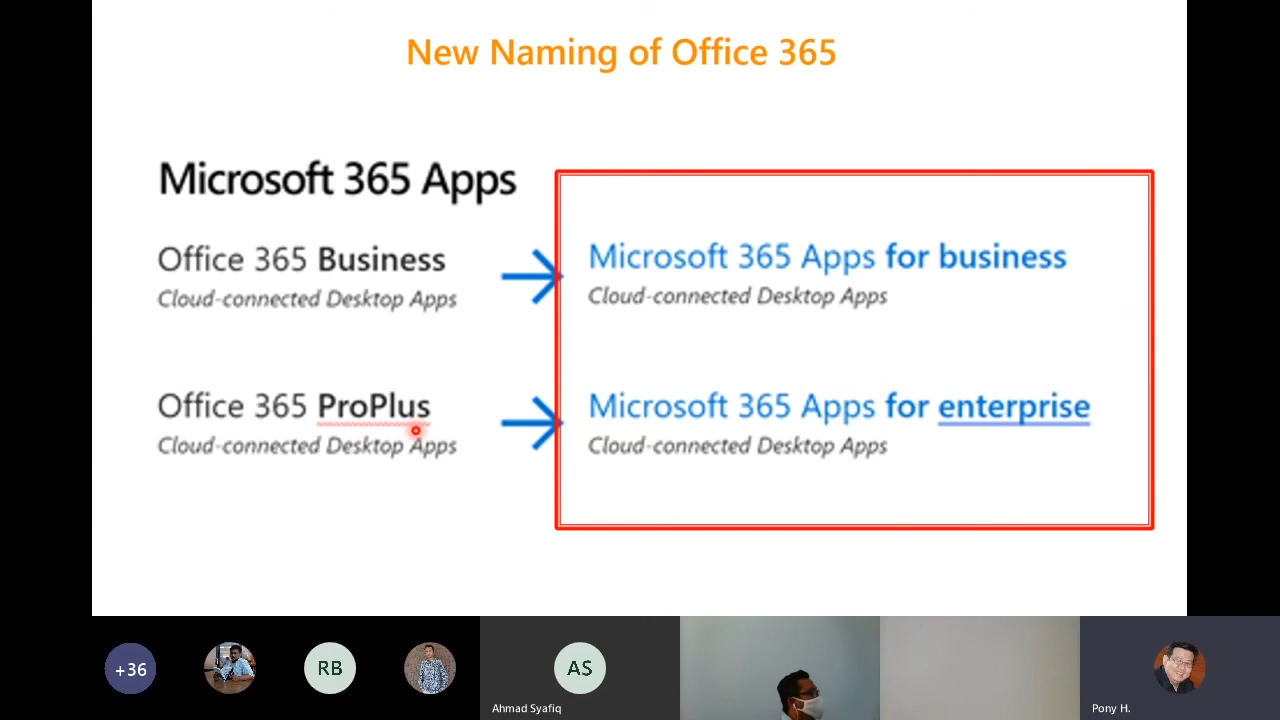 New Naming of Office 365
Microsoft 365 Apps
Office 365 Business
Cloud-connected Desktop Apps
Microsoft 365 Apps for business
Cloud-connected Desktop Apps
Office 365 ProPlus
Cloud-connected Desktop Apps
Microsoft 365 Apps for enterprise
Cloud-connected Desktop Apps
+36
RB
AS
Ahmad Syafiq
Pony H.